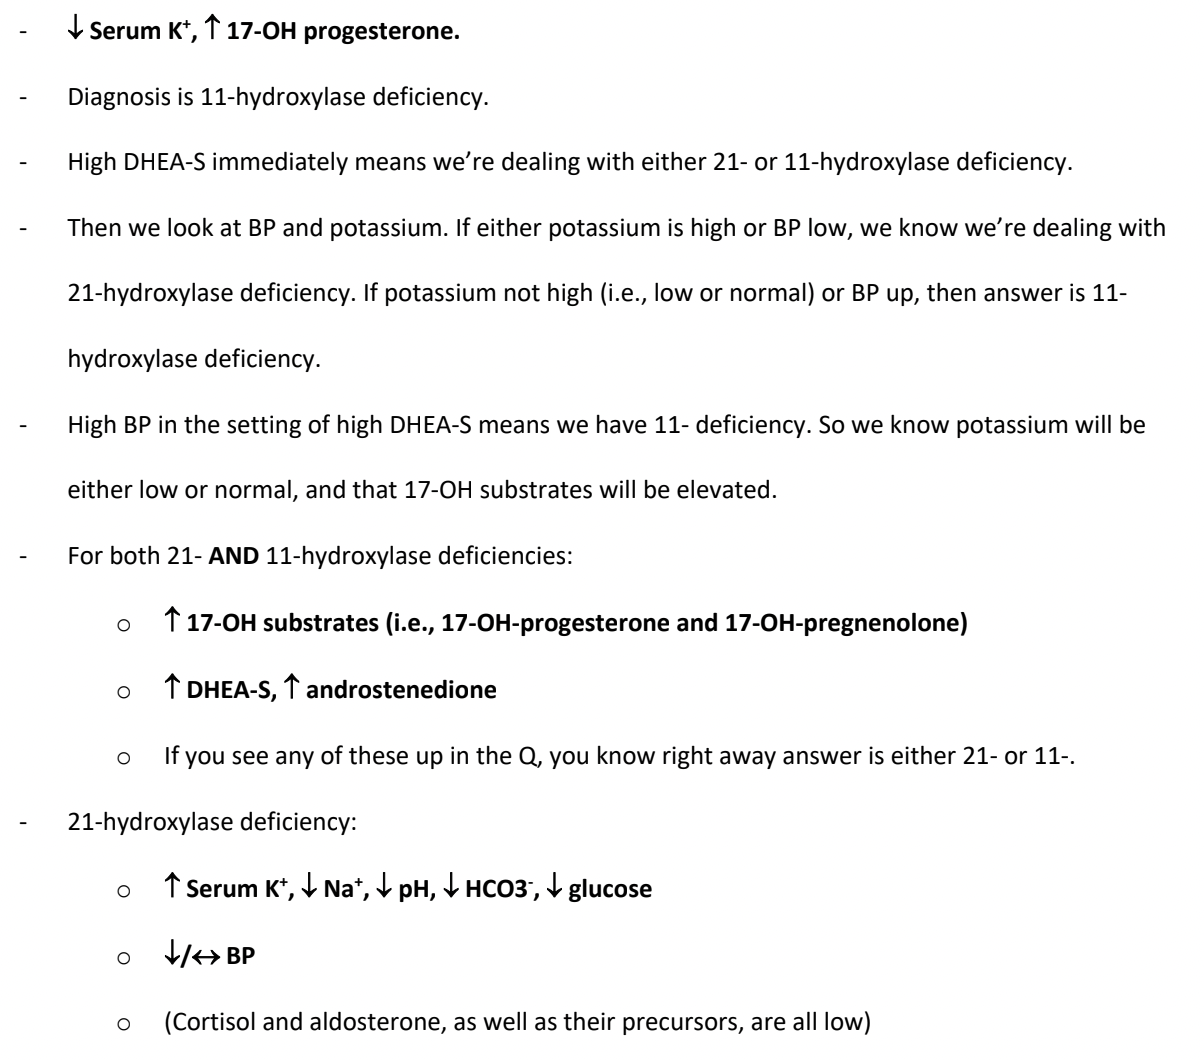 - ↓ Serum K⁺, ↑ 17-OH progesterone.
- Diagnosis is 11-hydroxylase deficiency.
- High DHEA-S immediately means we’re dealing with either 21- or 11-hydroxylase deficiency.
- Then we look at BP and potassium. If either potassium is high or BP low, we know we’re dealing with
21-hydroxylase deficiency. If potassium not high (i.e., low or normal) or BP up, then answer is 11-
hydroxylase deficiency.
- High BP in the setting of high DHEA-S means we have 11- deficiency. So we know potassium will be
either low or normal, and that 17-OH substrates will be elevated.
- For both 21- AND 11-hydroxylase deficiencies:
o ↑ 17-OH substrates (i.e., 17-OH-progesterone and 17-OH-pregnenolone)
o ↑ DHEA-S, ↑ androstenedione
o If you see any of these up in the Q, you know right away answer is either 21- or 11-.
- 21-hydroxylase deficiency:
o ↑ Serum K⁺, ↓ Na⁺, ↓ pH, ↓ HCO3⁻, ↓ glucose
o ↓/↔ BP
o (Cortisol and aldosterone, as well as their precursors, are all low)